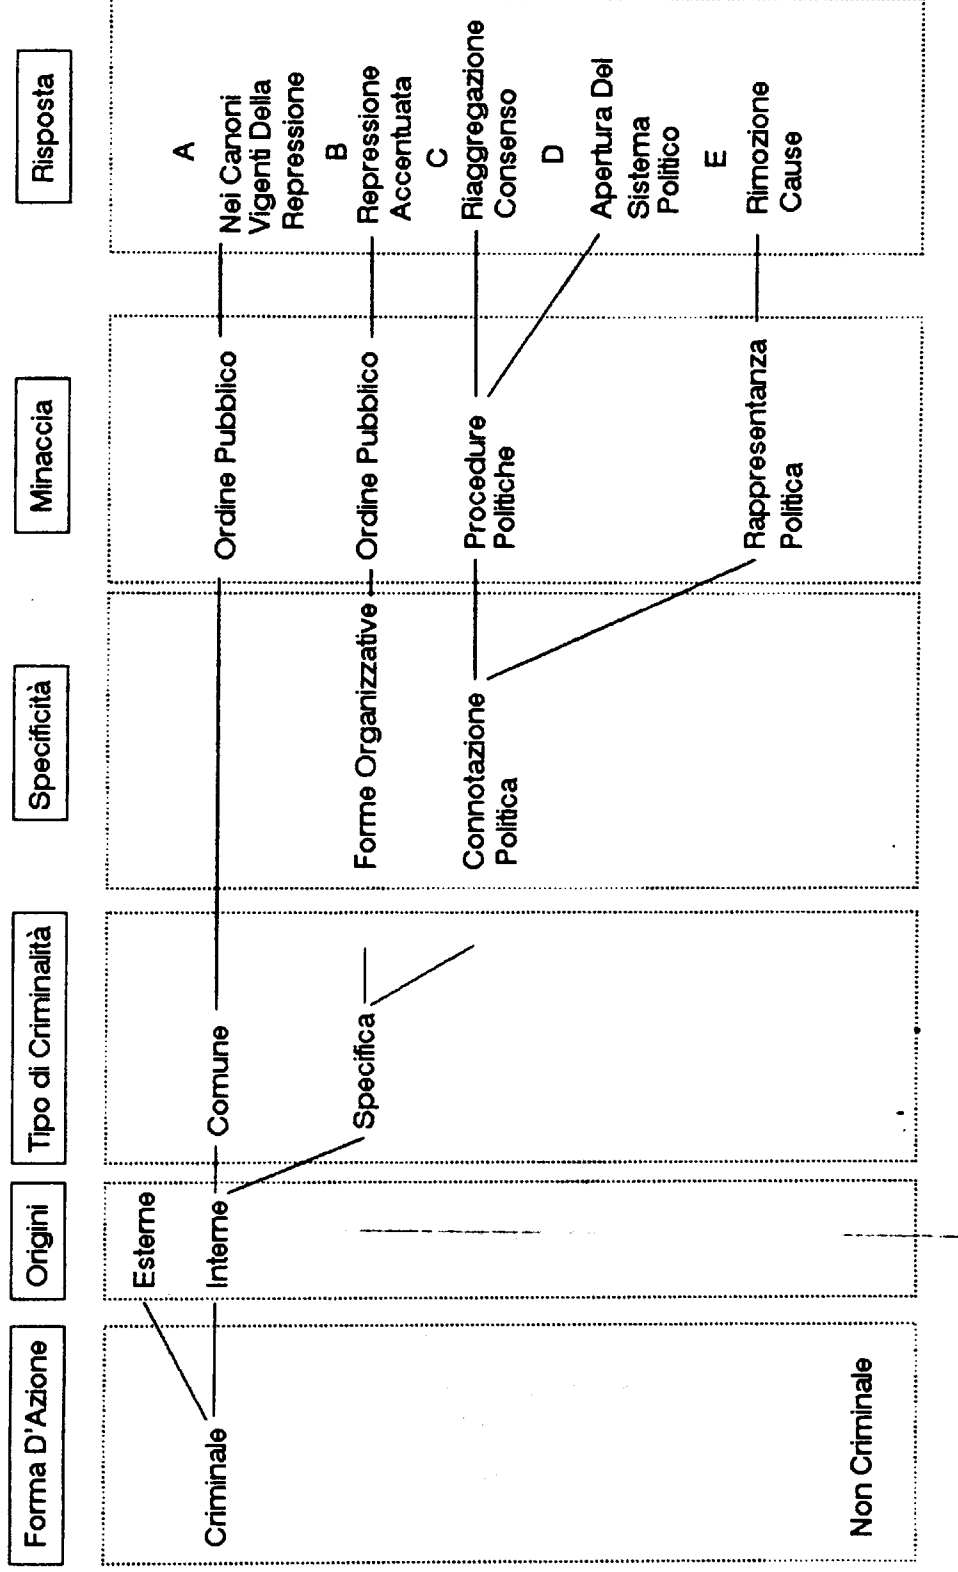 Forma D'Azione
Origini
Tipo di Criminalità
Specificità
Minaccia
Risposta
Criminale
Non Criminale
Esterne
Interne
Comune
Specifica
Forme Organizzative
Connotazione
Politica
Ordine Pubblico
Ordine Pubblico
Procedure
Politiche
Rappresentanza
Politica
A
Nei Canoni
Vigenti Della
Repressione
B
Repressione
Accentuata
C
Riaggregazione
Consenso
D
Apertura Del
Sistema
Politico
E
Rimozione
Cause